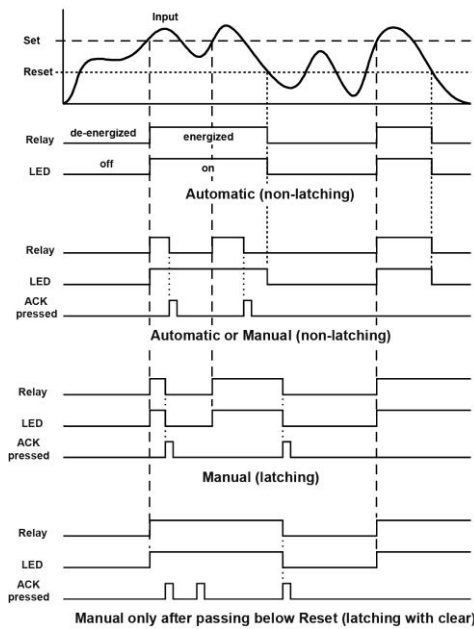 Input
Set
Reset
de-energized
energized
Relay
off
on
LED
Automatic (non-latching)
Relay
LED
ACK
pressed
Automatic or Manual (non-latching)
Relay
LED
ACK
pressed
Manual (latching)
Relay
LED
ACK
pressed
Manual only after passing below Reset (latching with clear)